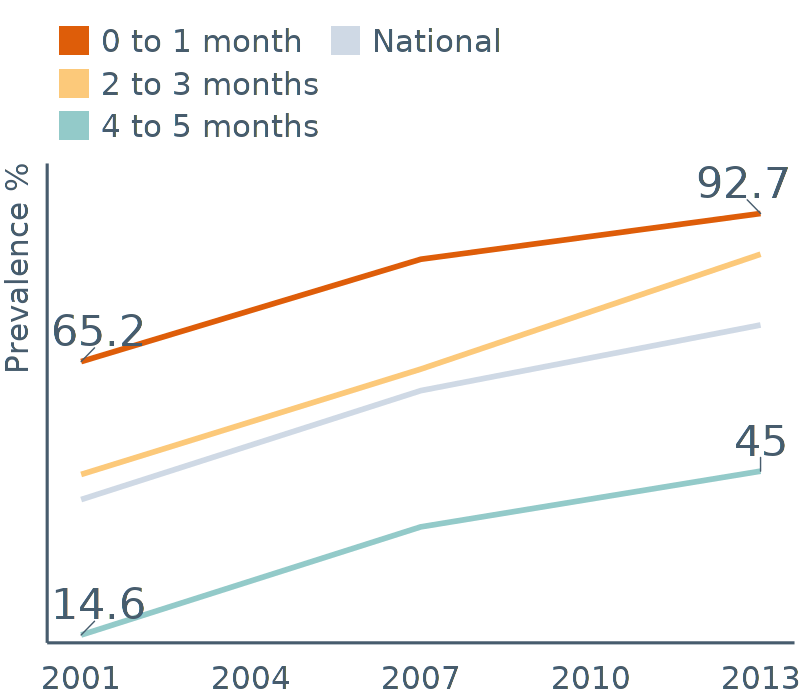 0 to 1 month
National
2 to 3 months
4 to 5 months
Prevalence %
92.7
65.2
45
14.6
2001 2004 2007 2010 2013